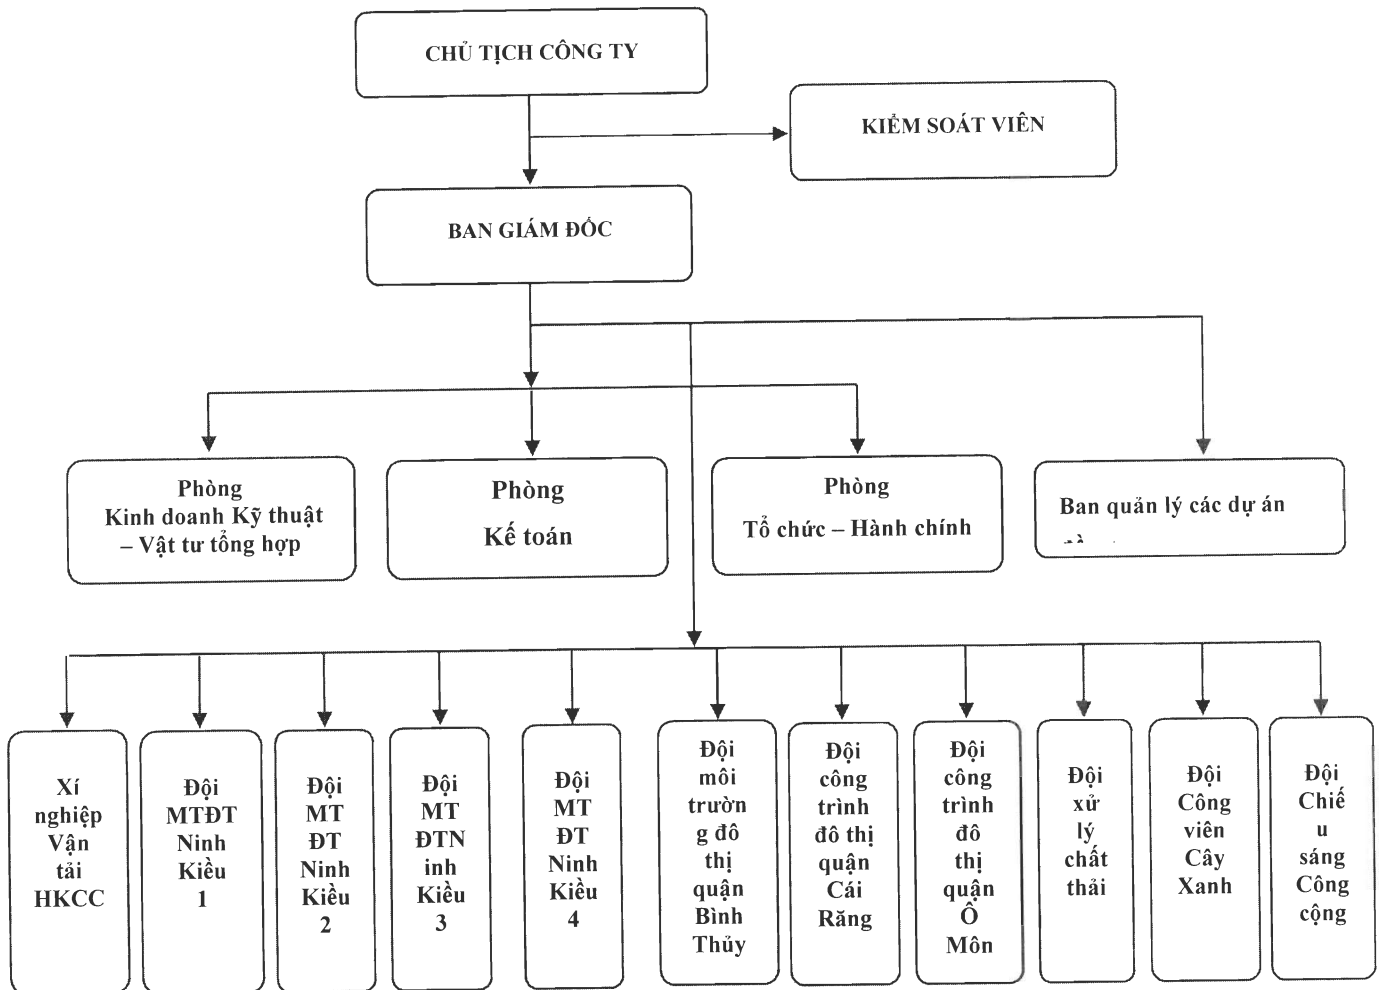 CHỦ TỊCH CÔNG TY
KIỂM SOÁT VIÊN
BAN GIÁM ĐỐC
Phòng
Kinh doanh Kỹ thuật
– Vật tư tổng hợp
Phòng
Kế toán
Phòng
Tổ chức – Hành chính
Ban quản lý các dự án
Xí
nghiệp
Vận
tải
HKCC
Đội
MTĐT
Ninh
Kiều
1
Đội
MT
ĐT
Ninh
Kiều
2
Đội
MT
ĐTN
inh
Kiều
3
Đội
MT
ĐT
Ninh
Kiều
4
Đội
môi
trườn
g đô
thị
quận
Bình
Thủy
Đội
công
trình
đô thị
quận
Cái
Răng
Đội
công
trình
đô
thị
quận
Ô
Môn
Đội
xử
lý
chất
thải
Đội
Công
viên
Cây
Xanh
Đội
Chiế
u
sáng
Công
cộng